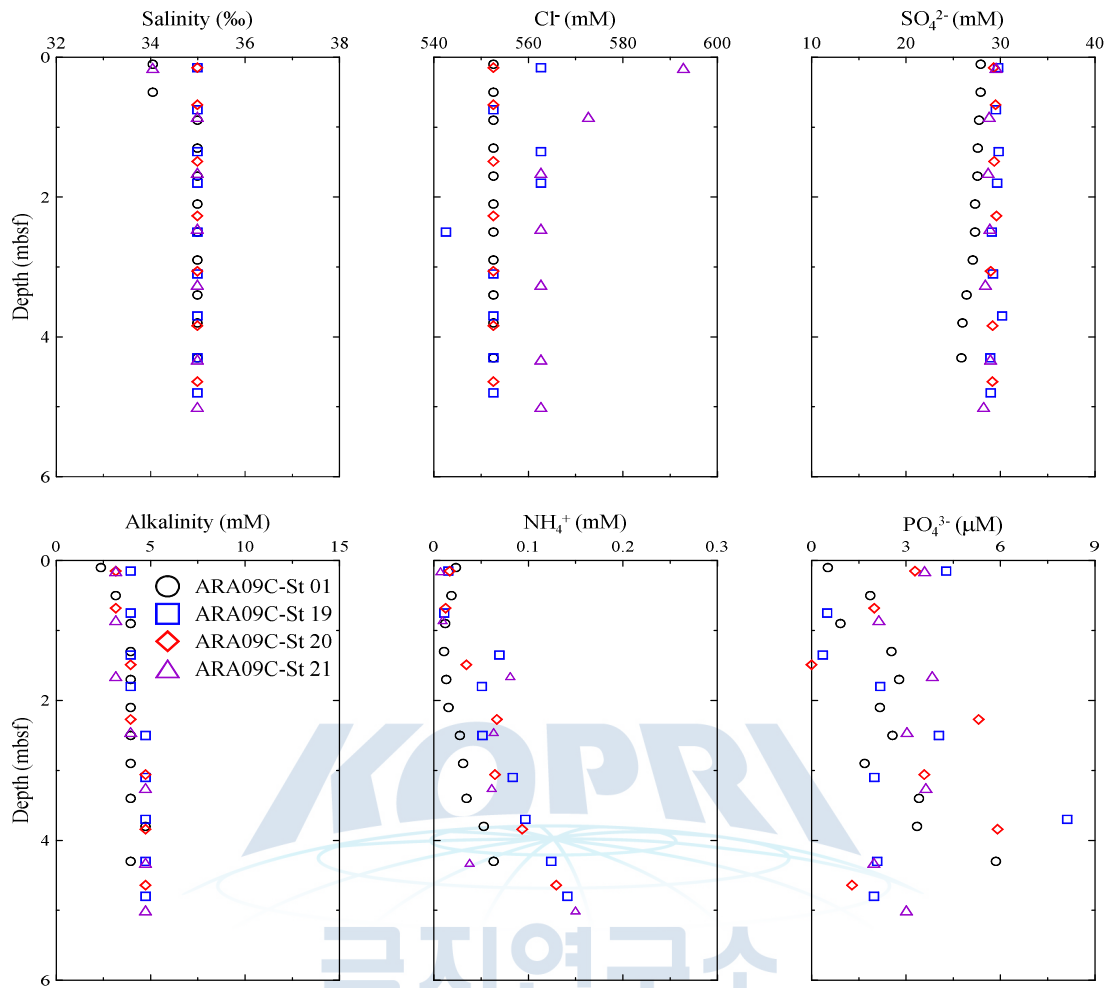 Salinity (‰) Cl⁻ (mM) SO₄²⁻ (mM)
32 34 36 38 540 560 580 600 10 20 30 40
0
2
4
6
Depth (mbsf)
Alkalinity (mM) NH₄⁺ (mM) PO₄³⁻ (μM)
0 5 10 15 0 0.1 0.2 0.3 0 3 6 9
0
2
4
6
Depth (mbsf)
ARA09C-St 01
ARA09C-St 19
ARA09C-St 20
ARA09C-St 21
KOPRI
극지연구소